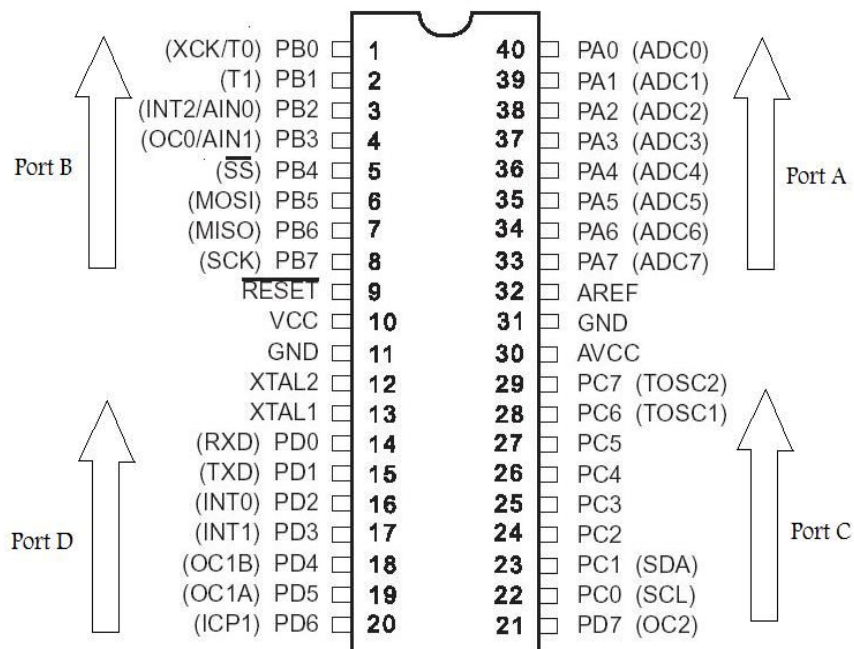 (XCK/T0) PB0 1 40 PA0 (ADC0)
(T1) PB1 2 39 PA1 (ADC1)
(INT2/AIN0) PB2 3 38 PA2 (ADC2)
(OC0/AIN1) PB3 4 37 PA3 (ADC3)
Port B (SS) PB4 5 36 PA4 (ADC4) Port A
(MOSI) PB5 6 35 PA5 (ADC5)
(MISO) PB6 7 34 PA6 (ADC6)
(SCK) PB7 8 33 PA7 (ADC7)
RESET 9 32 AREF
VCC 10 31 GND
GND 11 30 AVCC
XTAL2 12 29 PC7 (TOSC2)
XTAL1 13 28 PC6 (TOSC1)
(RXD) PD0 14 27 PC5
(TXD) PD1 15 26 PC4
(INT0) PD2 16 25 PC3
Port D (INT1) PD3 17 24 PC2 Port C
(OC1B) PD4 18 23 PC1 (SDA)
(OC1A) PD5 19 22 PC0 (SCL)
(ICP1) PD6 20 21 PD7 (OC2)